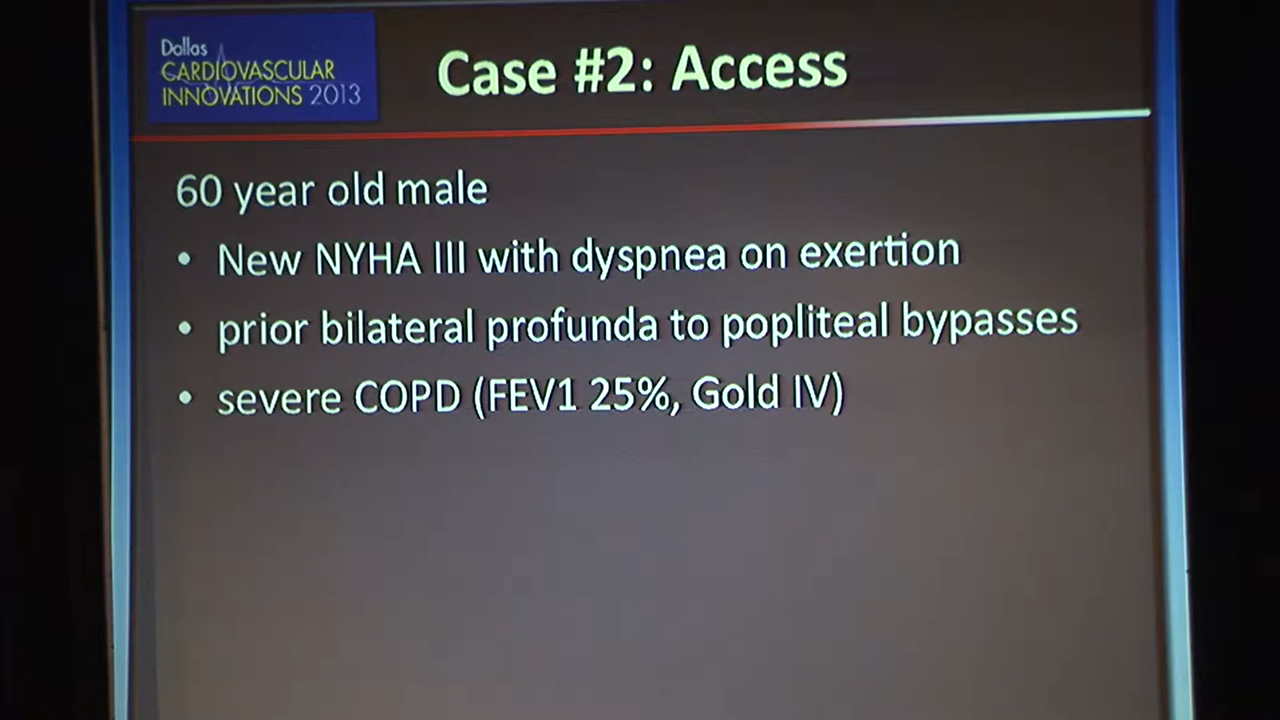 Dallas
CARDIOVASCULAR
INNOVATIONS 2013
Case #2: Access
60 year old male
• New NYHA III with dyspnea on exertion
• prior bilateral profunda to popliteal bypasses
• severe COPD (FEV1 25%, Gold IV)